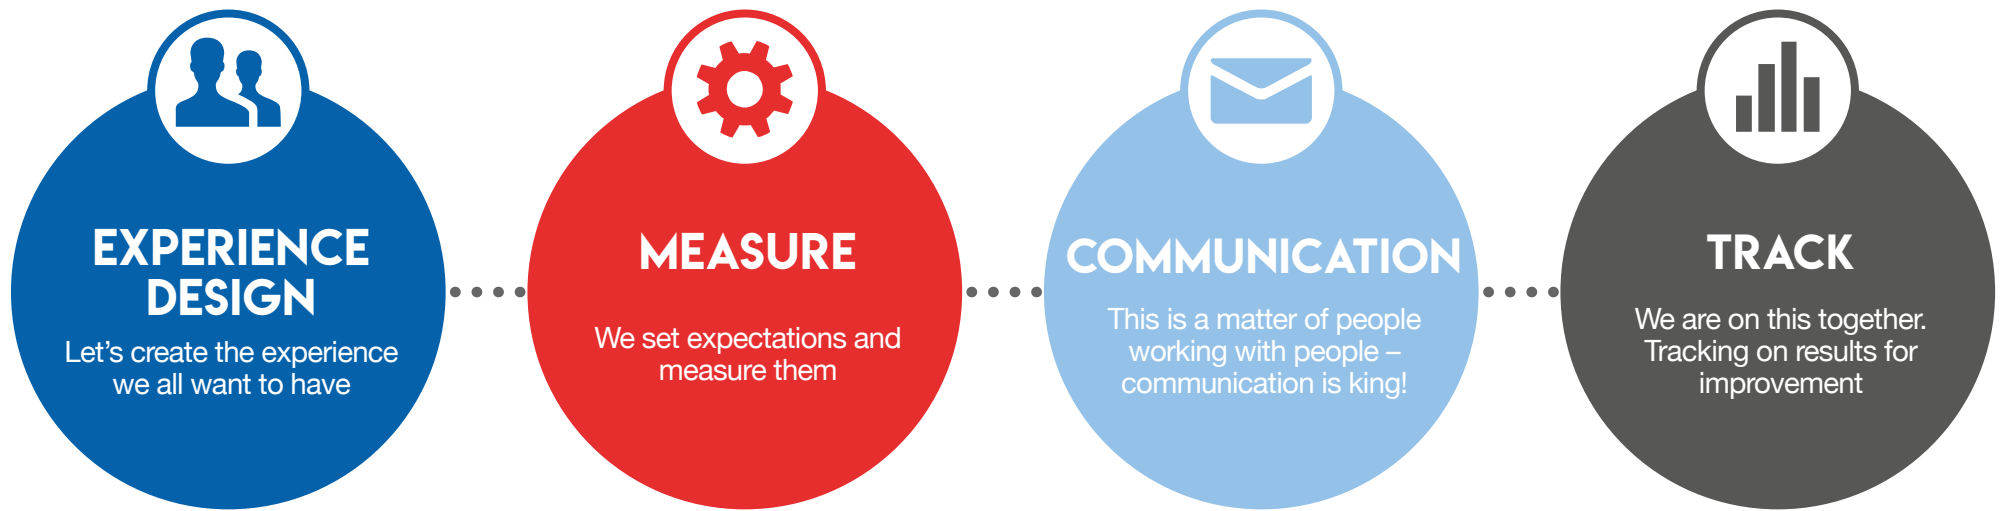 EXPERIENCE
DESIGN
Let’s create the experience
we all want to have
MEASURE
We set expectations and
measure them
COMMUNICATION
This is a matter of people
working with people –
communication is king!
TRACK
We are on this together.
Tracking on results for
improvement